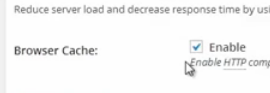 Reduce server load and decrease response time by usi
Browser Cache: Enable
Enable HTTP comp